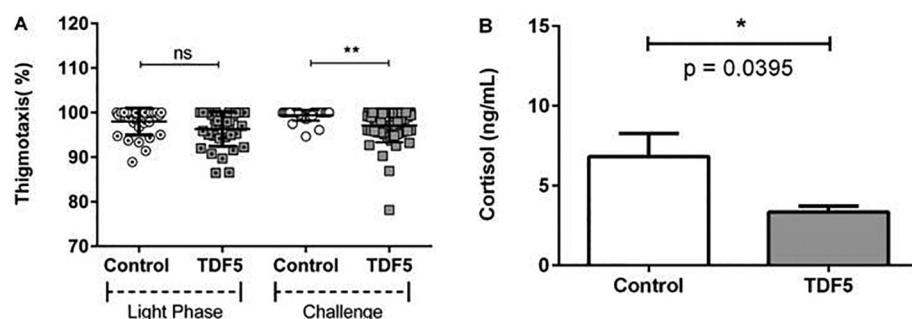 A
Thigmotaxis( %)
120
110
100
90
80
70
ns
**
Control
TDF5
Control
TDF5
Light Phase
Challenge
B
Cortisol (ng/mL)
15
10
5
0
*
p = 0.0395
Control
TDF5